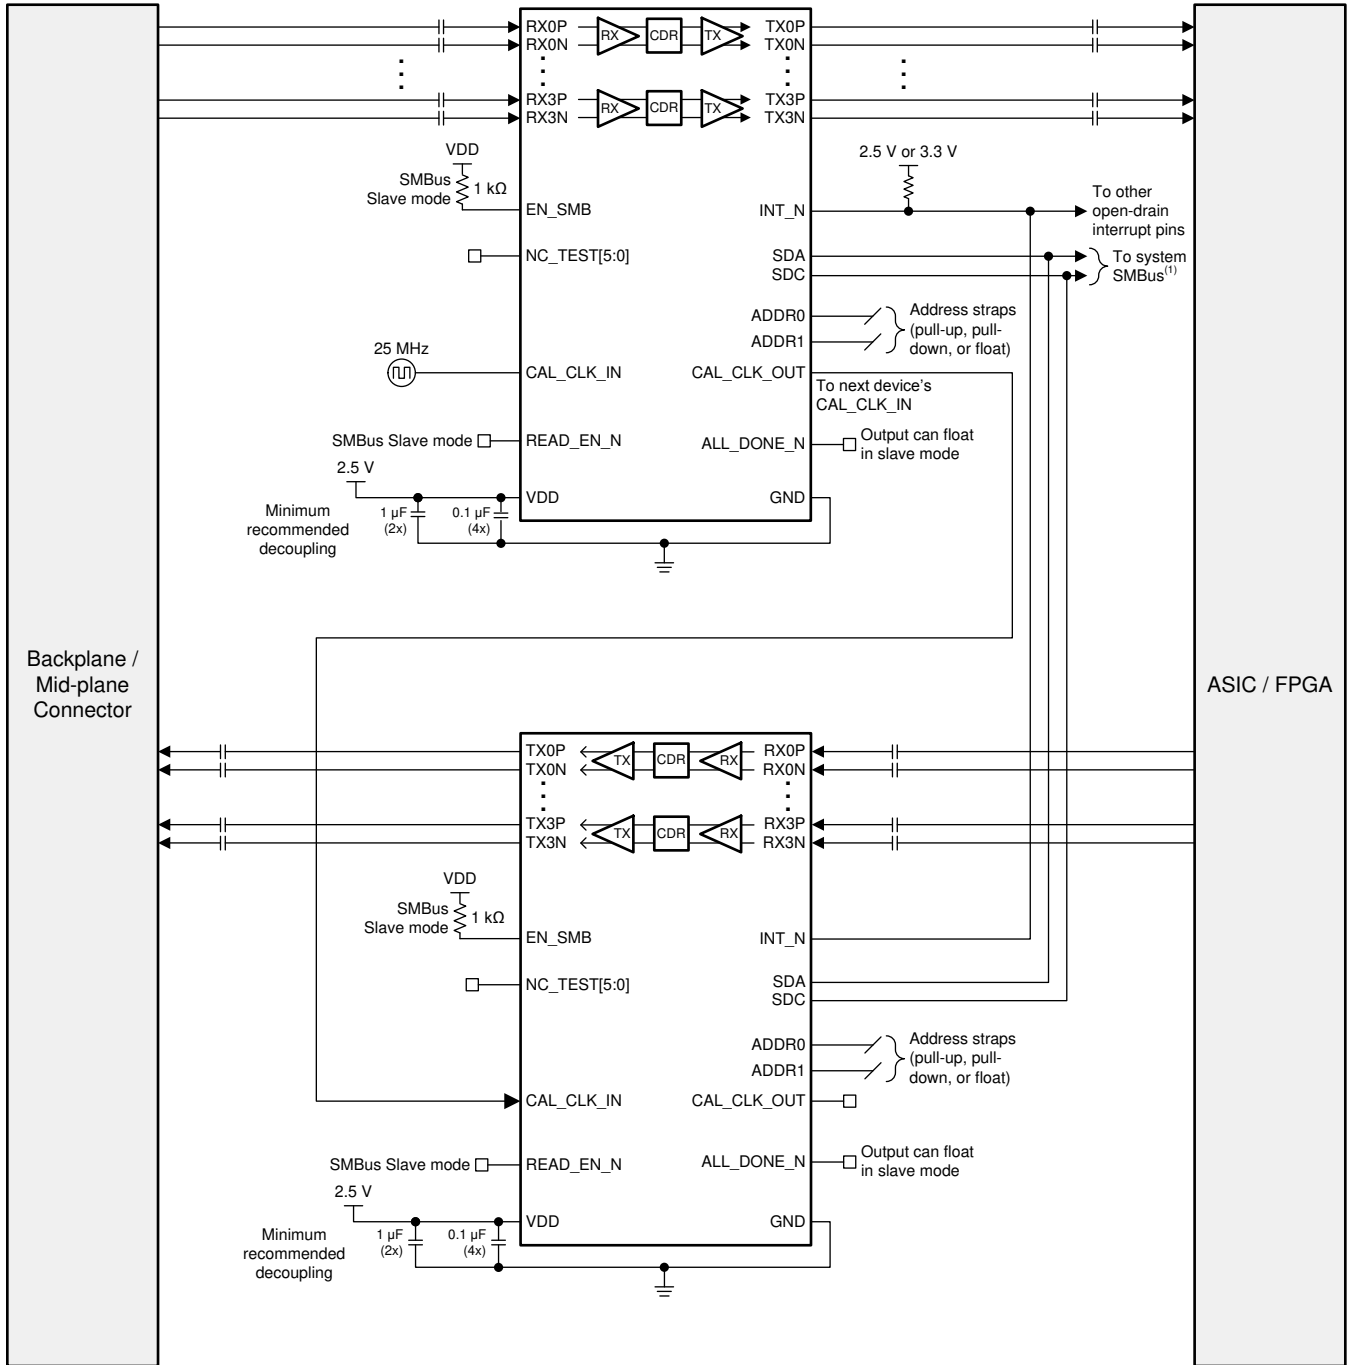 RX0P
RX0N
RX
CDR
TX
TX0P
TX0N
RX3P
RX3N
RX
CDR
TX
TX3P
TX3N
VDD
SMBus
Slave mode
1 kΩ
EN_SMB
2.5 V or 3.3 V
INT_N
To other
open-drain
interrupt pins
NC_TEST[5:0]
SDA
SDC
To system
SMBus(1)
ADDR0
ADDR1
Address straps
(pull-up, pull-
down, or float)
25 MHz
CAL_CLK_IN
CAL_CLK_OUT
To next device's
CAL_CLK_IN
SMBus Slave mode
READ_EN_N
ALL_DONE_N
Output can float
in slave mode
2.5 V
VDD
GND
Minimum
recommended
decoupling
1 μF
(2x)
0.1 μF
(4x)
Backplane /
Mid-plane
Connector
ASIC / FPGA
TX0P
TX0N
TX
CDR
RX
RX0P
RX0N
TX3P
TX3N
TX
CDR
RX
RX3P
RX3N
VDD
SMBus
Slave mode
1 kΩ
EN_SMB
INT_N
NC_TEST[5:0]
SDA
SDC
ADDR0
ADDR1
Address straps
(pull-up, pull-
down, or float)
CAL_CLK_IN
CAL_CLK_OUT
SMBus Slave mode
READ_EN_N
ALL_DONE_N
Output can float
in slave mode
2.5 V
VDD
GND
Minimum
recommended
decoupling
1 μF
(2x)
0.1 μF
(4x)